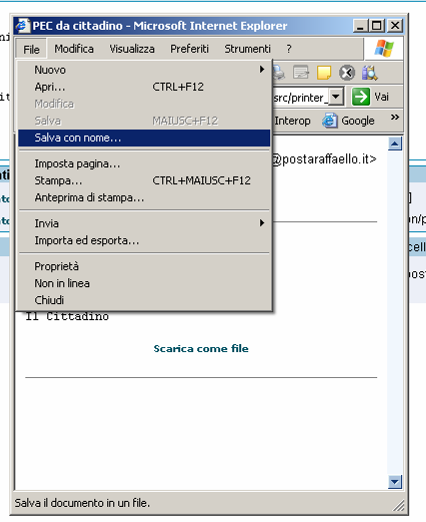 PEC da cittadino - Microsoft Internet Explorer
File Modifica Visualizza Preferiti Strumenti ?
Nuovo
Apri... CTRL+F12
Modifica
Salva MAIUSC+F12
Salva con nome...
Imposta pagina...
Stampa... CTRL+MAIUSC+F12
Anteprima di stampa...
Invia
Importa ed esporta...
Proprietà
Non in linea
Chiudi
src/printer_ Vai
Interop Google »
@postaraffaello.it>
Il Cittadino
Scarica come file
Salva il documento in un file.